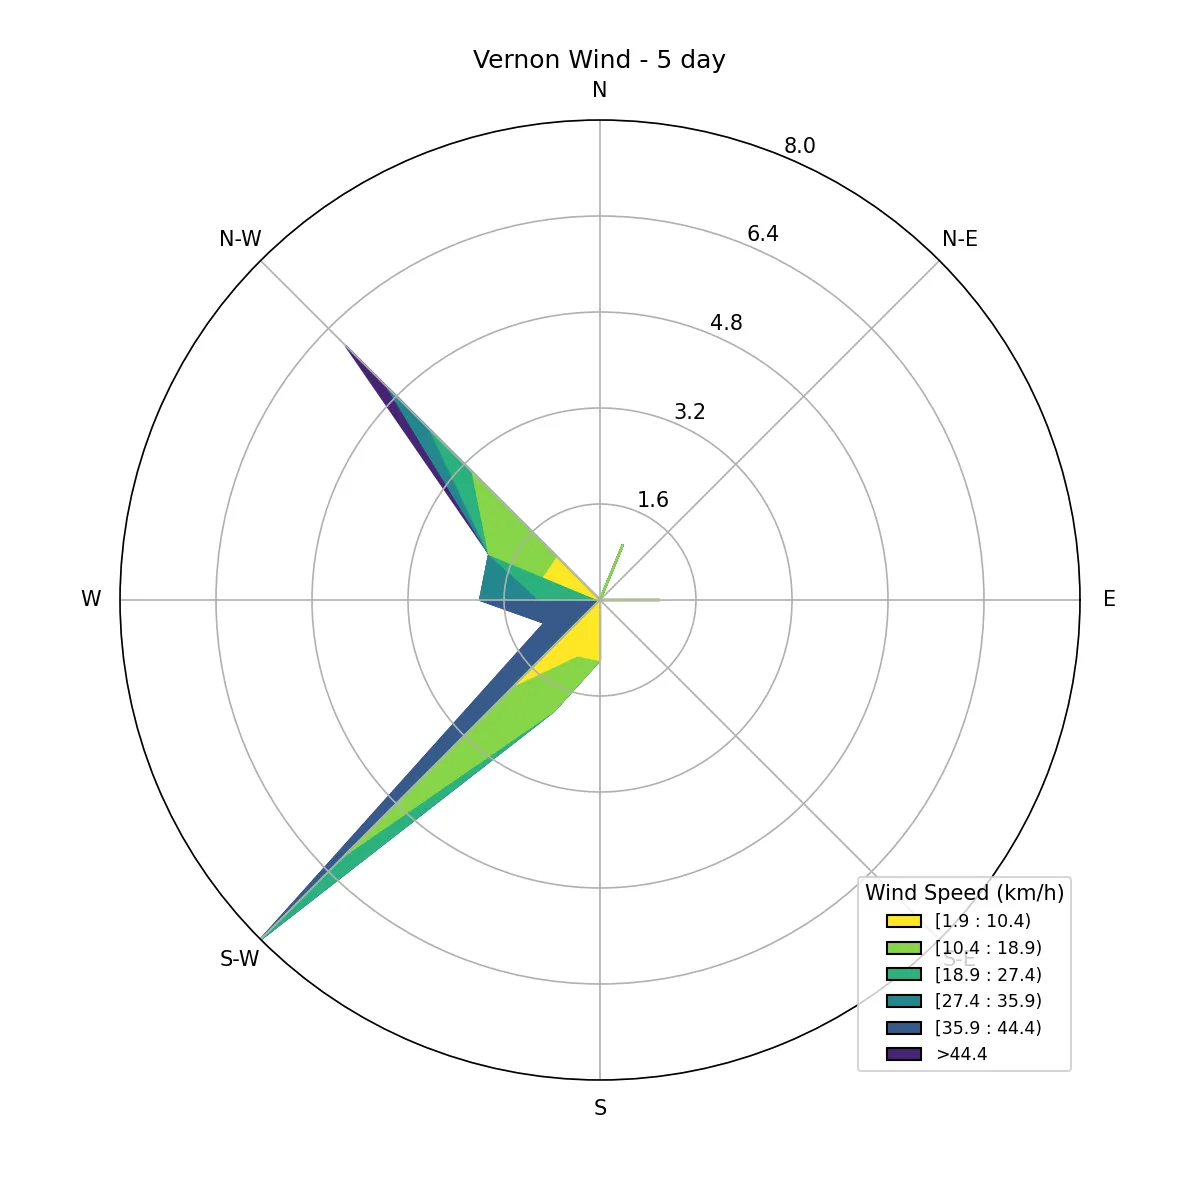 Vernon Wind - 5 day
N
8.0
N-W
6.4
N-E
4.8
3.2
1.6
W
E
S-W
S-E
S
Wind Speed (km/h)
[1.9 : 10.4)
[10.4 : 18.9)
[18.9 : 27.4)
[27.4 : 35.9)
[35.9 : 44.4)
>44.4